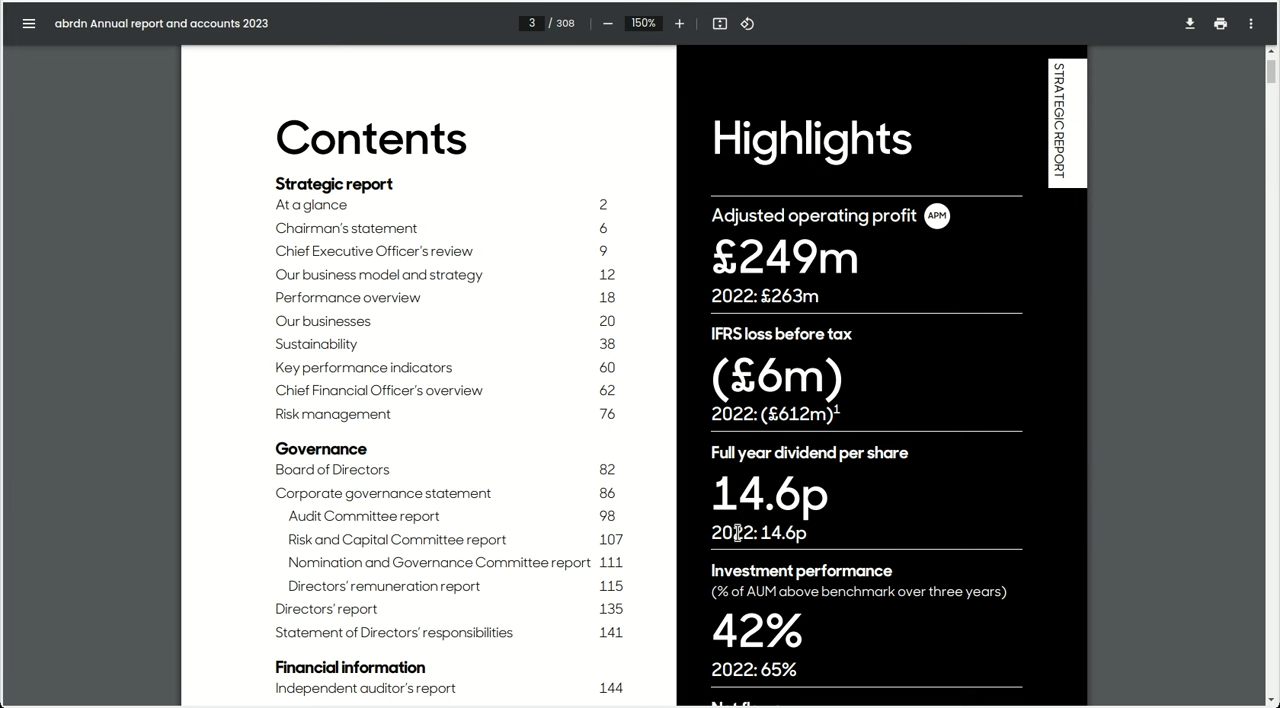 abrdn Annual report and accounts 2023
3 / 308
150%
Contents
Strategic report
At a glance 2
Chairman's statement 6
Chief Executive Officer's review 9
Our business model and strategy 12
Performance overview 18
Our businesses 20
Sustainability 38
Key performance indicators 60
Chief Financial Officer's overview 62
Risk management 76
Governance
Board of Directors 82
Corporate governance statement 86
Audit Committee report 98
Risk and Capital Committee report 107
Nomination and Governance Committee report 111
Directors' remuneration report 115
Directors' report 135
Statement of Directors' responsibilities 141
Financial information
Independent auditor's report 144
Highlights
Adjusted operating profit APM
£249m
2022: £263m
IFRS loss before tax
(£6m)
2022: (£612m)¹
Full year dividend per share
14.6p
2022: 14.6p
Investment performance
(% of AUM above benchmark over three years)
42%
2022: 65%
STRATEGIC REPORT